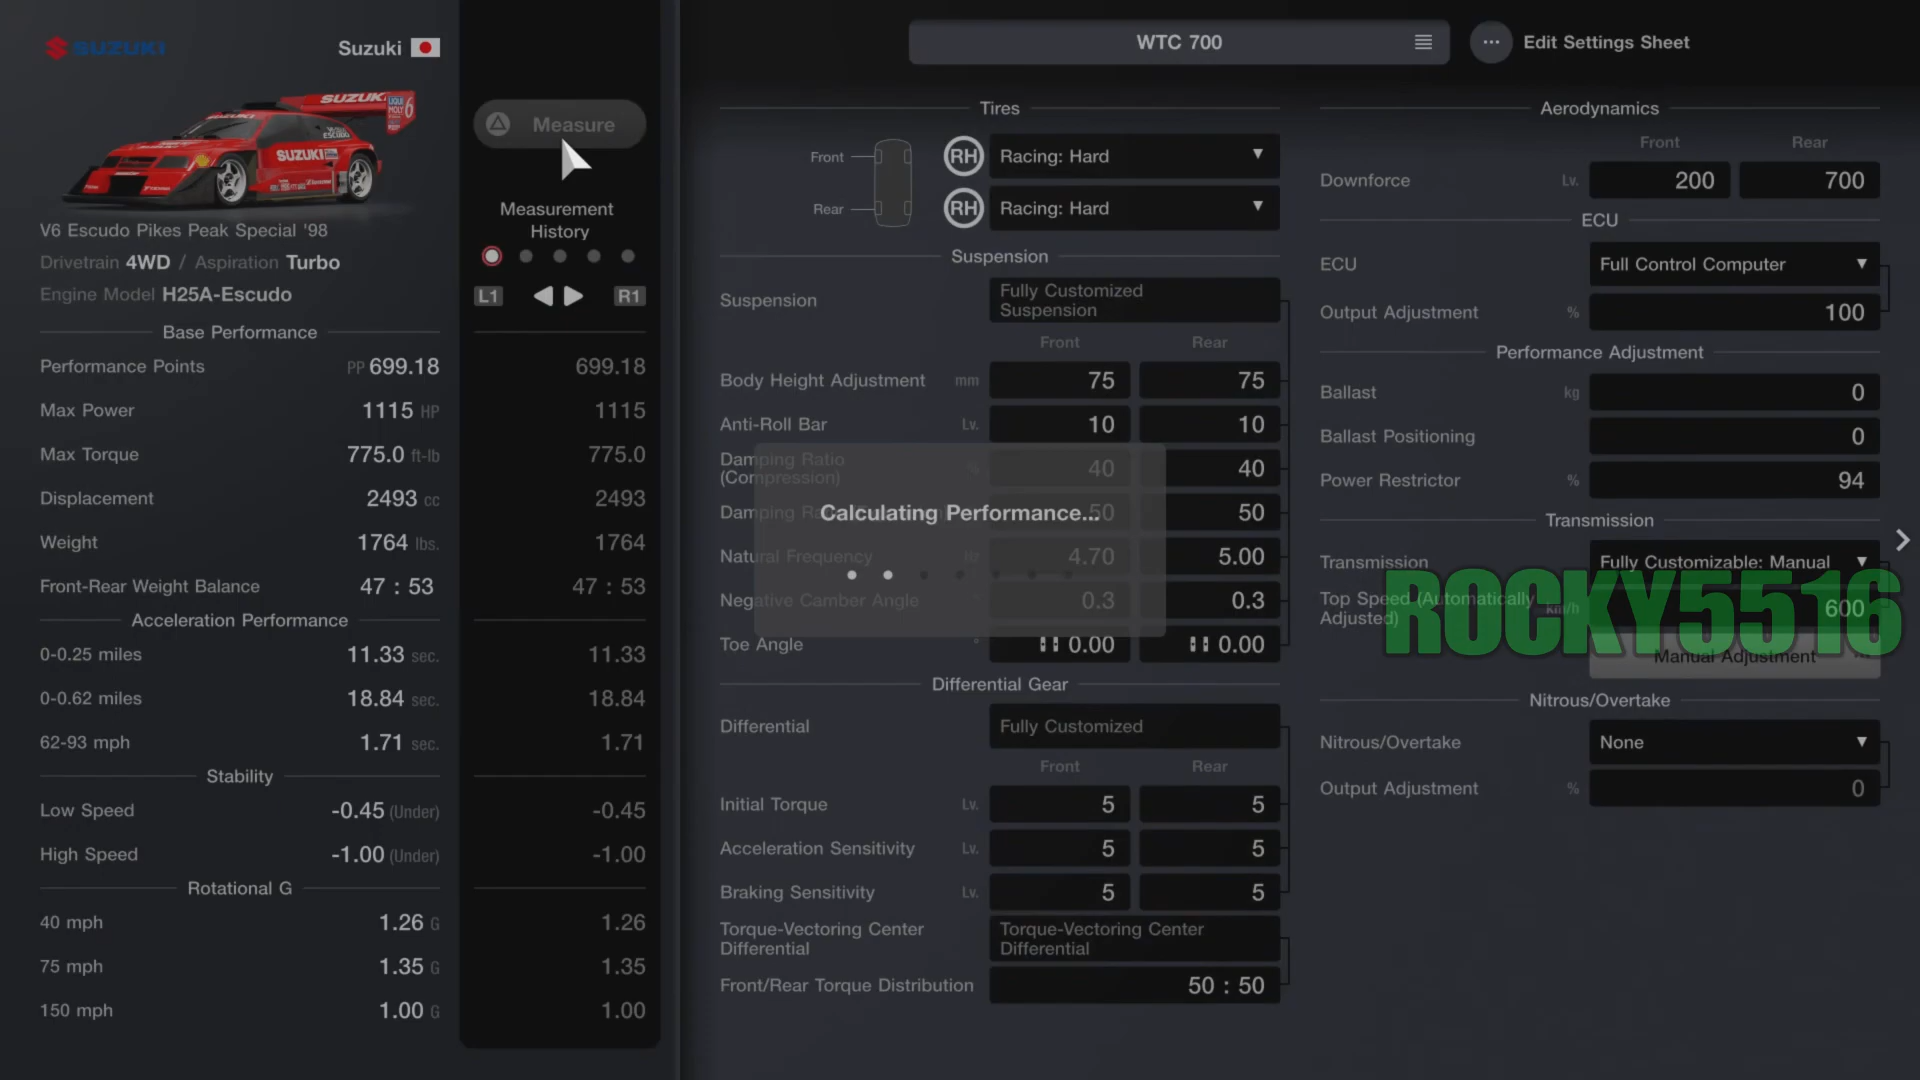 SUZUKI
Suzuki
V6 Escudo Pikes Peak Special '98
Drivetrain 4WD / Aspiration Turbo
Engine Model H25A-Escudo
Base Performance
Performance Points PP 699.18
Max Power 1115 HP
Max Torque 775.0 ft-lb
Displacement 2493 cc
Weight 1764 lbs.
Front-Rear Weight Balance 47 : 53
Acceleration Performance
0-0.25 miles 11.33 sec.
0-0.62 miles 18.84 sec.
62-93 mph 1.71 sec.
Stability
Low Speed -0.45 (Under)
High Speed -1.00 (Under)
Rotational G
40 mph 1.26 G
75 mph 1.35 G
150 mph 1.00 G
Measure
Measurement
History
L1 R1
699.18
1115
775.0
2493
1764
47 : 53
11.33
18.84
1.71
-0.45
-1.00
1.26
1.35
1.00
WTC 700
Edit Settings Sheet
Tires
Front RH Racing: Hard
Rear RH Racing: Hard
Suspension
Suspension Fully Customized
Suspension
Front Rear
Body Height Adjustment mm 75 75
Anti-Roll Bar Lv. 10 10
Damping Ratio
(Compression) 40 40
Calculating Performance...
50 50
Natural Frequency 4.70 5.00
Negative Camber Angle 0.3 0.3
Toe Angle ° 0.00 0.00
Differential Gear
Differential Fully Customized
Front Rear
Initial Torque Lv. 5 5
Acceleration Sensitivity Lv. 5 5
Braking Sensitivity Lv. 5 5
Torque-Vectoring Center
Differential
Torque-Vectoring Center
Differential
Front/Rear Torque Distribution 50 : 50
Aerodynamics
Front Rear
Downforce Lv. 200 700
ECU
ECU Full Control Computer
Output Adjustment % 100
Performance Adjustment
Ballast kg 0
Ballast Positioning 0
Power Restrictor % 94
Transmission
Transmission Fully Customizable: Manual
Top Speed (Automatically
Adjusted) km/h 600
ROCKY5516
Manual Adjustment
Nitrous/Overtake
Nitrous/Overtake None
Output Adjustment % 0